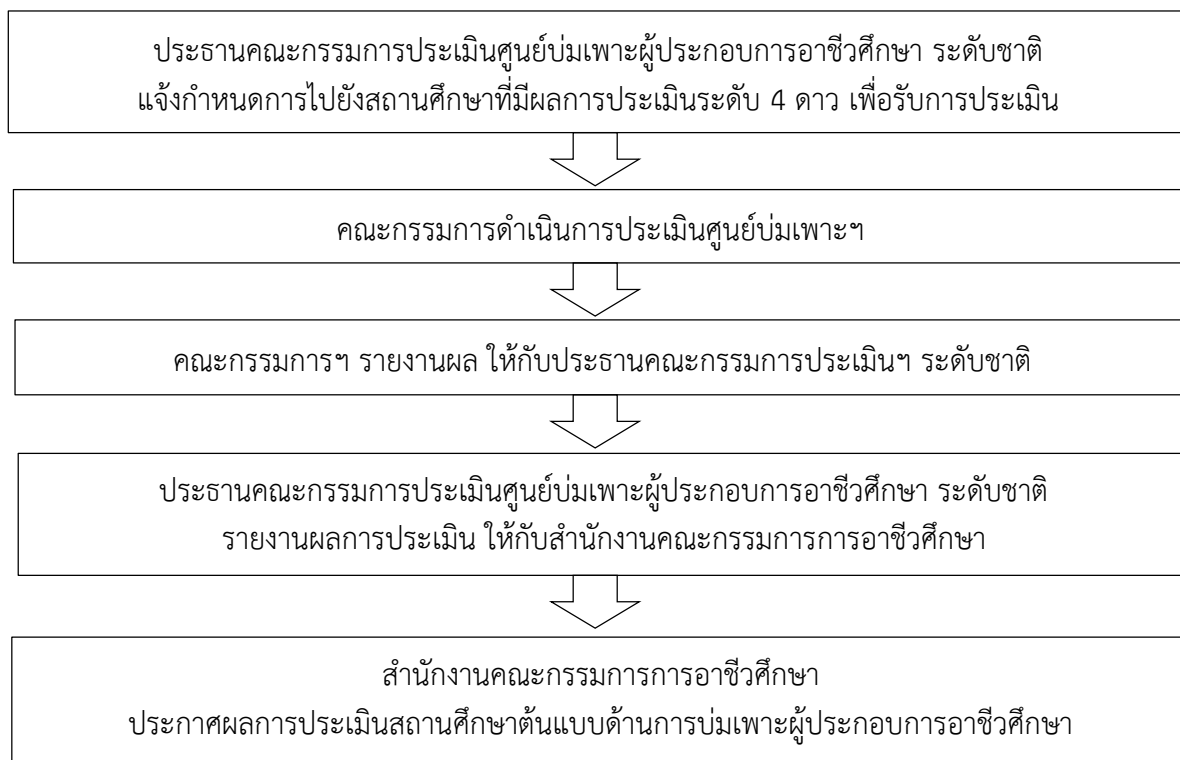 ประธานคณะกรรมการประเมินศูนย์บ่มเพาะผู้ประกอบการอาชีวศึกษา ระดับชาติ
แจ้งกำหนดการไปยังสถานศึกษาที่มีผลการประเมินระดับ 4 ดาว เพื่อรับการประเมิน
คณะกรรมการดำเนินการประเมินศูนย์บ่มเพาะฯ
คณะกรรมการฯ รายงานผล ให้กับประธานคณะกรรมการประเมินฯ ระดับชาติ
ประธานคณะกรรมการประเมินศูนย์บ่มเพาะผู้ประกอบการอาชีวศึกษา ระดับชาติ
รายงานผลการประเมิน ให้กับสำนักงานคณะกรรมการการอาชีวศึกษา
สำนักงานคณะกรรมการการอาชีวศึกษา
ประกาศผลการประเมินสถานศึกษาต้นแบบด้านการบ่มเพาะผู้ประกอบการอาชีวศึกษา